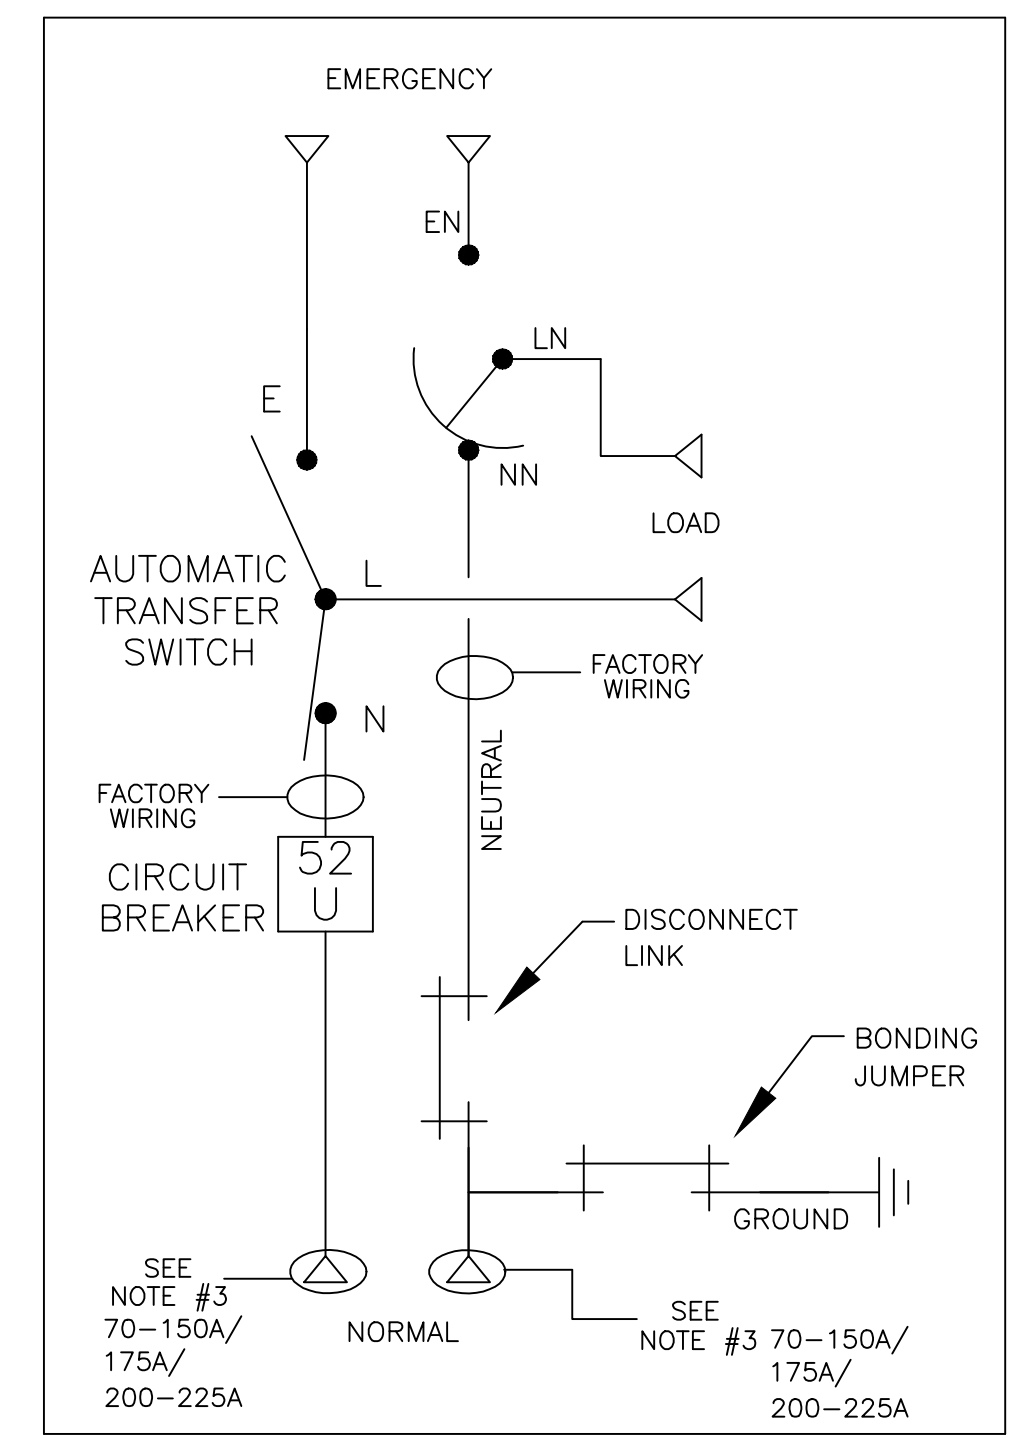 EMERGENCY
EN
LN
E
NN
LOAD
AUTOMATIC
TRANSFER
SWITCH
L
FACTORY
WIRING
N
NEUTRAL
FACTORY
WIRING
52
U
CIRCUIT
BREAKER
DISCONNECT
LINK
BONDING
JUMPER
GROUND
SEE
NOTE #3
70-150A/
175A/
200-225A
NORMAL
SEE
NOTE #3 70-150A/
175A/
200-225A